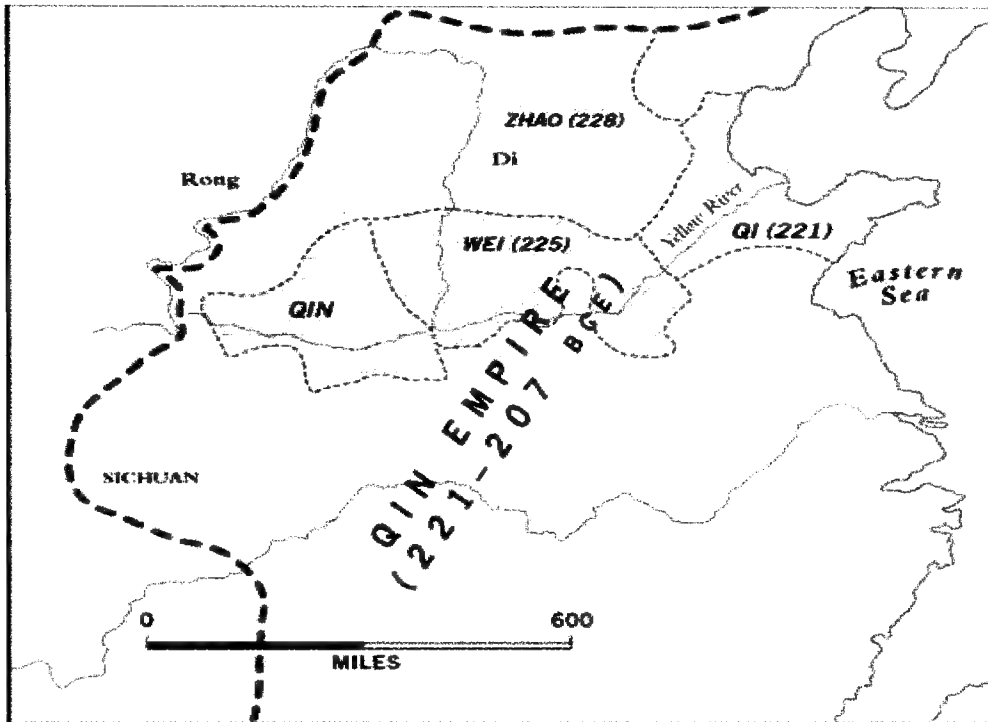 ZHAO (228)
Di
Rong
Yellow River
QI (221)
WEI (225)
Eastern
Sea
QIN
QIN EMPIRE
(221-207 BGE)
SICHUAN
0 600
MILES